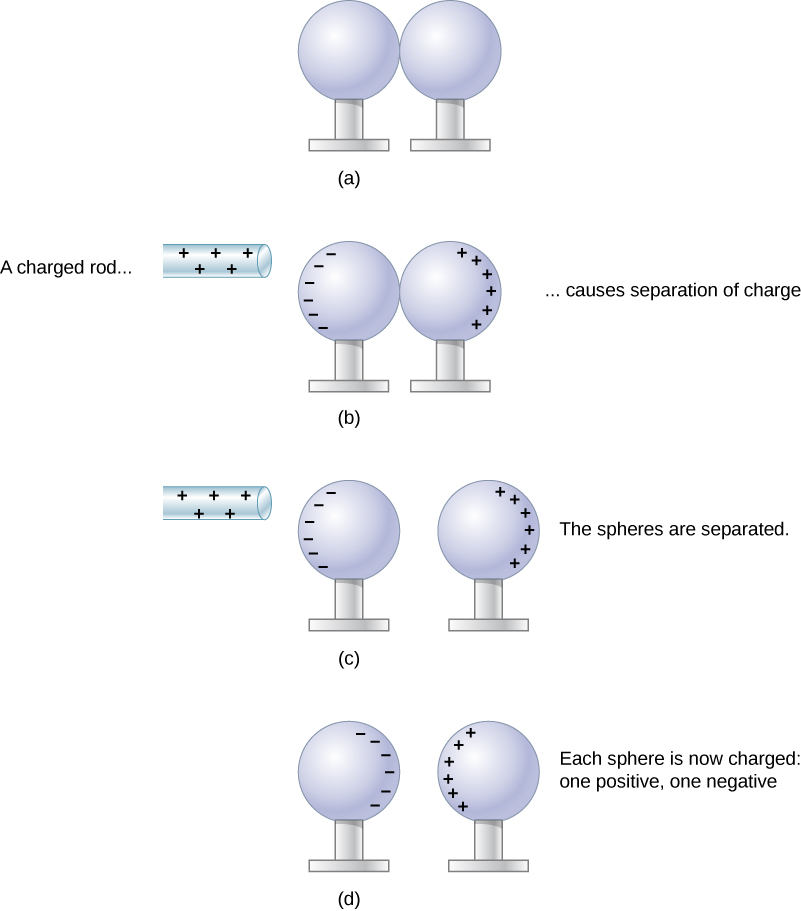 (a)
A charged rod...
+ + +
+ +
− − − − − −
+ + + + + +
... causes separation of charge
(b)
+ + +
+ +
− − − − − −
+ + + + + +
The spheres are separated.
(c)
− − − − − −
+ + + + + +
Each sphere is now charged:
one positive, one negative
(d)